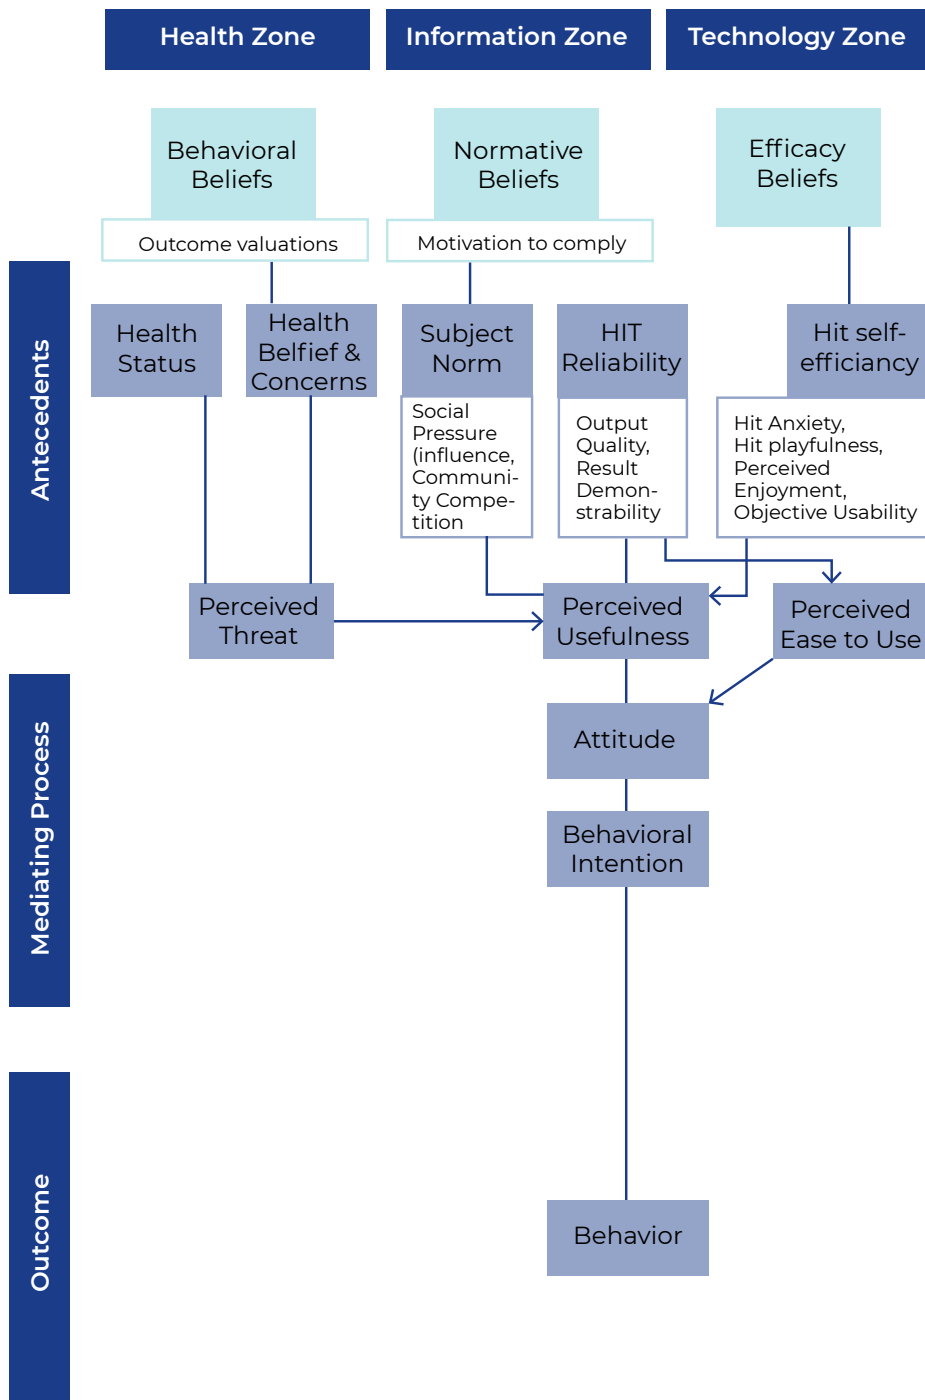 Health Zone
Information Zone
Technology Zone
Behavioral
Beliefs
Normative
Beliefs
Efficacy
Beliefs
Outcome valuations
Motivation to comply
Antecedents
Health
Status
Health
Belfief &
Concerns
Subject
Norm
HIT
Reliability
Hit self-
efficiancy
Social
Pressure
(influence,
Communi-
ty Compe-
tition
Output
Quality,
Result
Demon-
strability
Hit Anxiety,
Hit playfulness,
Perceived
Enjoyment,
Objective Usability
Perceived
Threat
Perceived
Usefulness
Perceived
Ease to Use
Mediating Process
Attitude
Behavioral
Intention
Outcome
Behavior